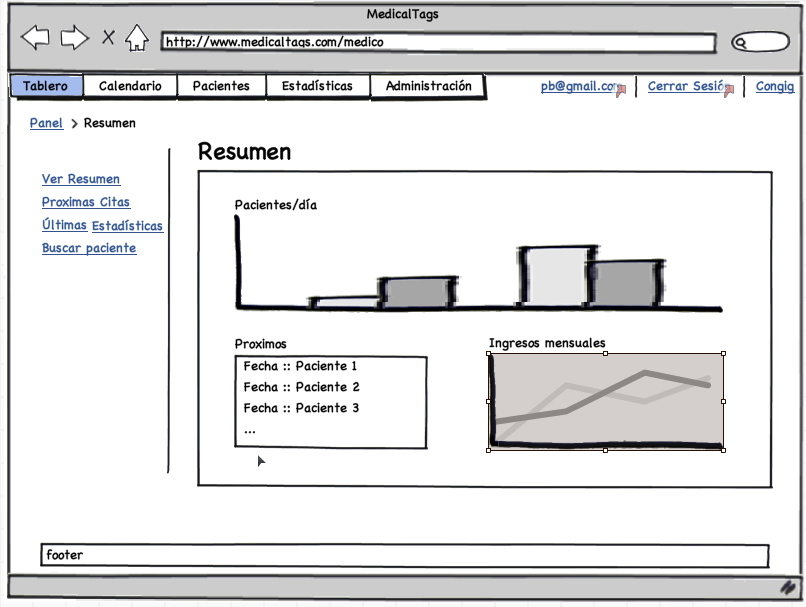 MedicalTags
http://www.medicaltags.com/medico
Tablero Calendario Pacientes Estadísticas Administración pb@gmail.com Cerrar Sesión Congig
Panel > Resumen
Resumen
Ver Resumen
Proximas Citas
Últimas Estadísticas
Buscar paciente
Pacientes/día
Proximos
Fecha :: Paciente 1
Fecha :: Paciente 2
Fecha :: Paciente 3
...
Ingresos mensuales
footer